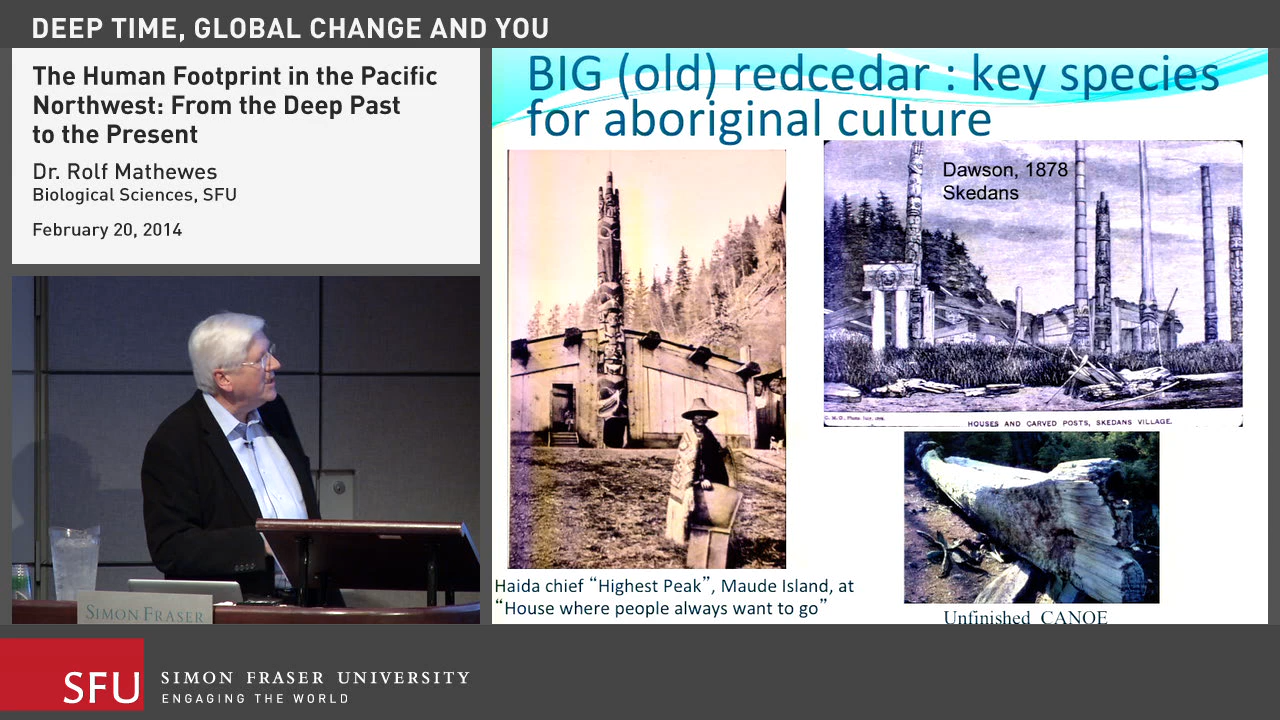 DEEP TIME, GLOBAL CHANGE AND YOU
The Human Footprint in the Pacific
Northwest: From the Deep Past
to the Present
Dr. Rolf Mathewes
Biological Sciences, SFU
February 20, 2014
BIG (old) redcedar : key species
for aboriginal culture
Dawson, 1878
Skedans
HOUSES AND CARVED POSTS, SKEDANS VILLAGE.
Haida chief “Highest Peak”, Maude Island, at
“House where people always want to go”
Unfinished CANOE
SIMON FRASER
SFU
SIMON FRASER UNIVERSITY
ENGAGING THE WORLD